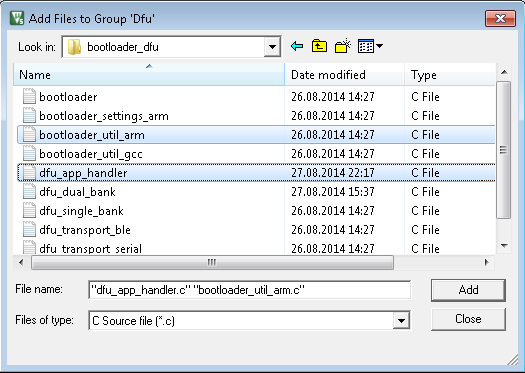 Add Files to Group 'Dfu'
Look in: bootloader_dfu
Name Date modified Type
bootloader 26.08.2014 14:27 C File
bootloader_settings_arm 26.08.2014 14:27 C File
bootloader_util_arm 26.08.2014 14:27 C File
bootloader_util_gcc 26.08.2014 14:27 C File
dfu_app_handler 27.08.2014 22:17 C File
dfu_dual_bank 27.08.2014 15:37 C File
dfu_single_bank 26.08.2014 14:27 C File
dfu_transport_ble 26.08.2014 14:27 C File
dfu_transport_serial 26.08.2014 14:27 C File
File name: "dfu_app_handler.c" "bootloader_util_arm.c" Add
Files of type: C Source file (*.c) Close